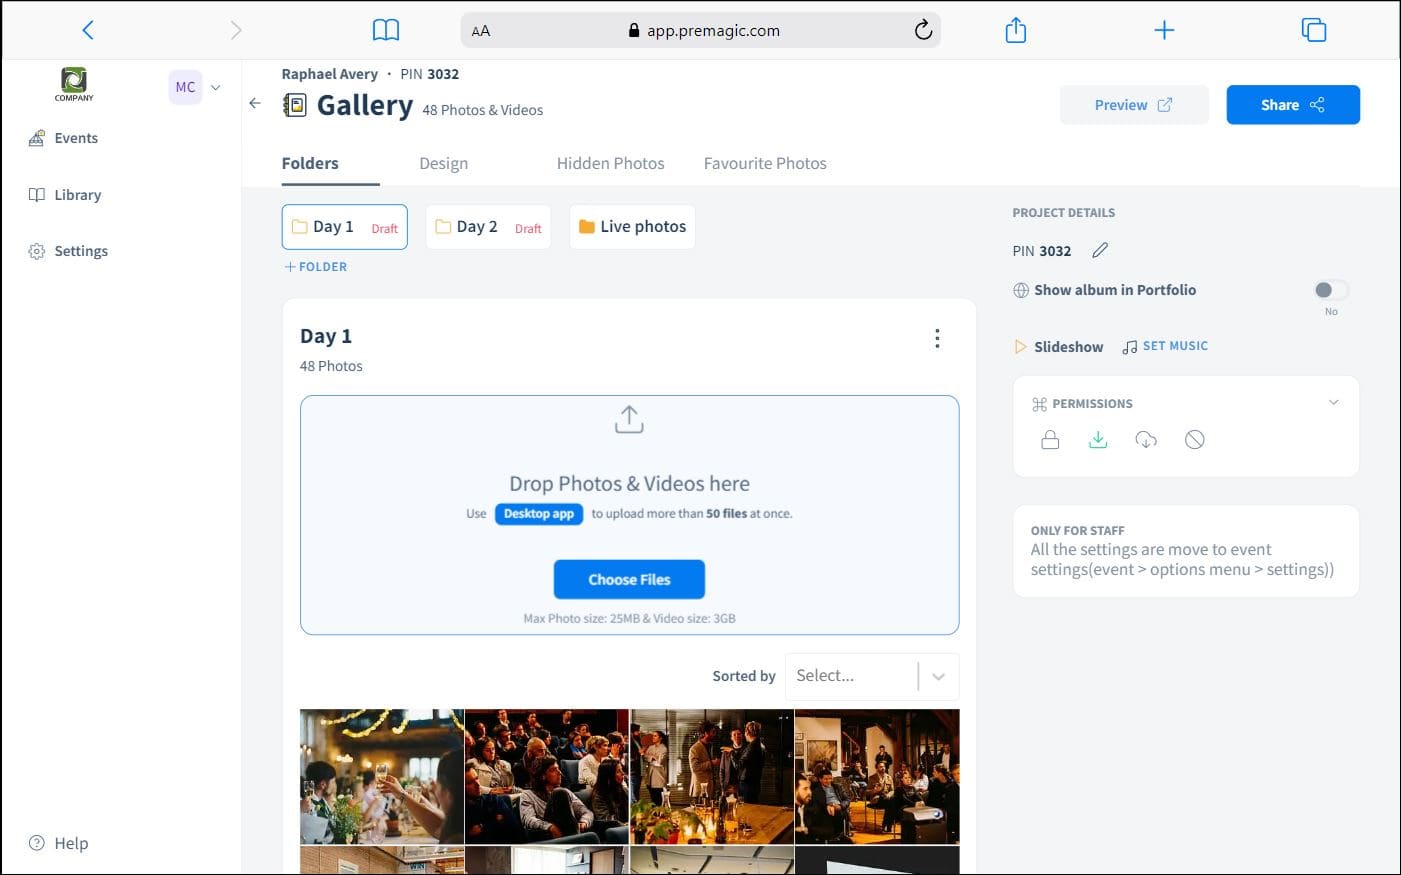 AA
app.premagic.com
COMPANY
MC
Events
Library
Settings
Help
Raphael Avery • PIN 3032
Gallery 48 Photos & Videos
Preview
Share
Folders
Design
Hidden Photos
Favourite Photos
Day 1 Draft
Day 2 Draft
Live photos
+ FOLDER
Day 1
48 Photos
Drop Photos & Videos here
Use Desktop app to upload more than 50 files at once.
Choose Files
Max Photo size: 25MB & Video size: 3GB
Sorted by Select...
PROJECT DETAILS
PIN 3032
Show album in Portfolio
No
Slideshow
SET MUSIC
PERMISSIONS
ONLY FOR STAFF
All the settings are move to event
settings(event > options menu > settings))